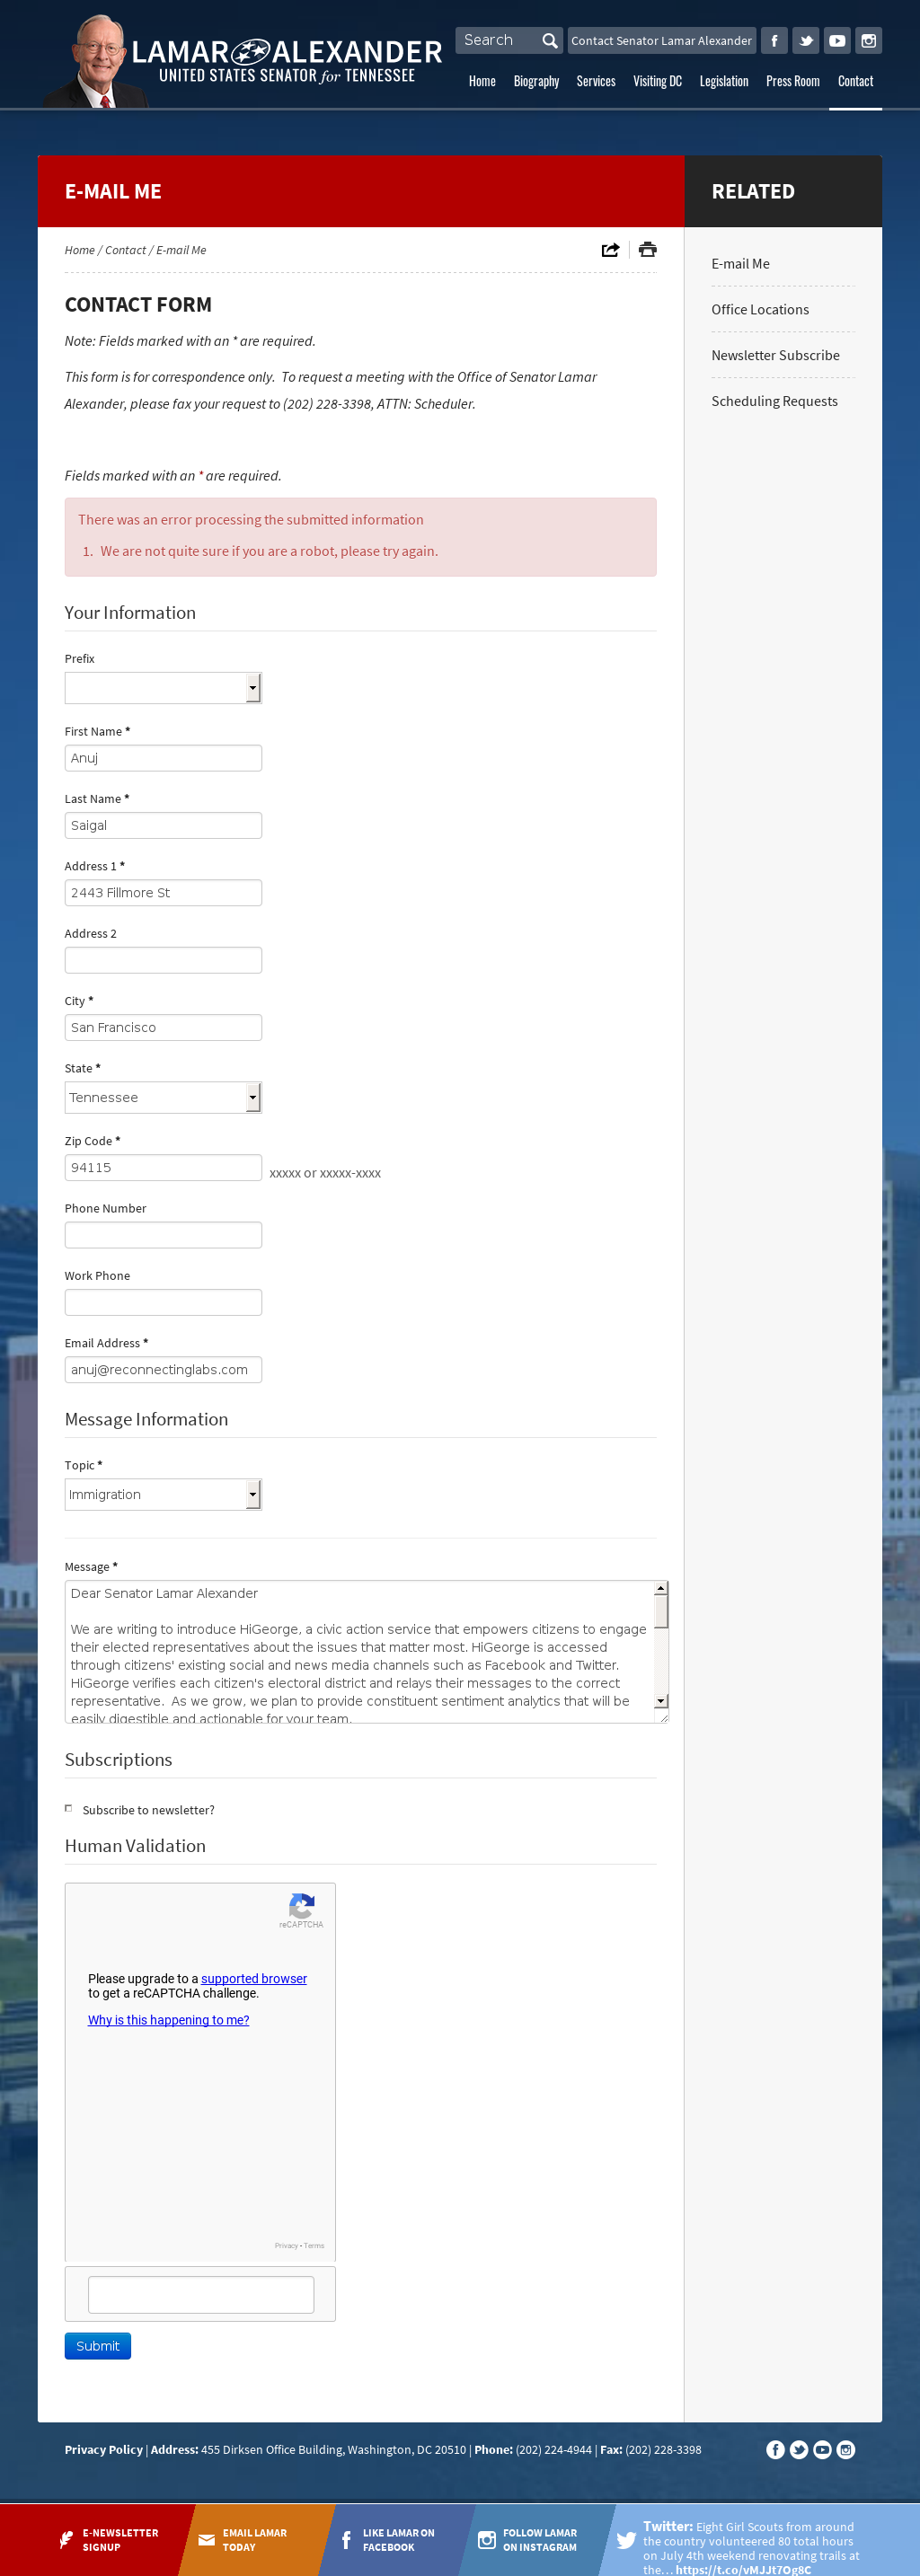 LAMAR ALEXANDER
UNITED STATES SENATOR for TENNESSEE
Search
Contact Senator Lamar Alexander
Home Biography Services Visiting DC Legislation Press Room Contact
E-MAIL ME
RELATED
Home / Contact / E-mail Me
E-mail Me
Office Locations
Newsletter Subscribe
Scheduling Requests
CONTACT FORM
Note: Fields marked with an * are required.
This form is for correspondence only.  To request a meeting with the Office of Senator Lamar
Alexander, please fax your request to (202) 228-3398, ATTN: Scheduler.
Fields marked with an * are required.
There was an error processing the submitted information
1. We are not quite sure if you are a robot, please try again.
Your Information
Prefix
First Name *
Anuj
Last Name *
Saigal
Address 1 *
2443 Fillmore St
Address 2
City *
San Francisco
State *
Tennessee
Zip Code *
94115 xxxxx or xxxxx-xxxx
Phone Number
Work Phone
Email Address *
anuj@reconnectinglabs.com
Message Information
Topic *
Immigration
Message *
Dear Senator Lamar Alexander
We are writing to introduce HiGeorge, a civic action service that empowers citizens to engage
their elected representatives about the issues that matter most. HiGeorge is accessed
through citizens' existing social and news media channels such as Facebook and Twitter.
HiGeorge verifies each citizen's electoral district and relays their messages to the correct
representative.  As we grow, we plan to provide constituent sentiment analytics that will be
easily digestible and actionable for your team.
Subscriptions
Subscribe to newsletter?
Human Validation
reCAPTCHA
Please upgrade to a supported browser
to get a reCAPTCHA challenge.
Why is this happening to me?
Privacy • Terms
Submit
Privacy Policy | Address: 455 Dirksen Office Building, Washington, DC 20510 | Phone: (202) 224-4944 | Fax: (202) 228-3398
E-NEWSLETTER
SIGNUP
EMAIL LAMAR
TODAY
LIKE LAMAR ON
FACEBOOK
FOLLOW LAMAR
ON INSTAGRAM
Twitter: Eight Girl Scouts from around
the country volunteered 80 total hours
on July 4th weekend renovating trails at
the… https://t.co/vMJJt7Og8C